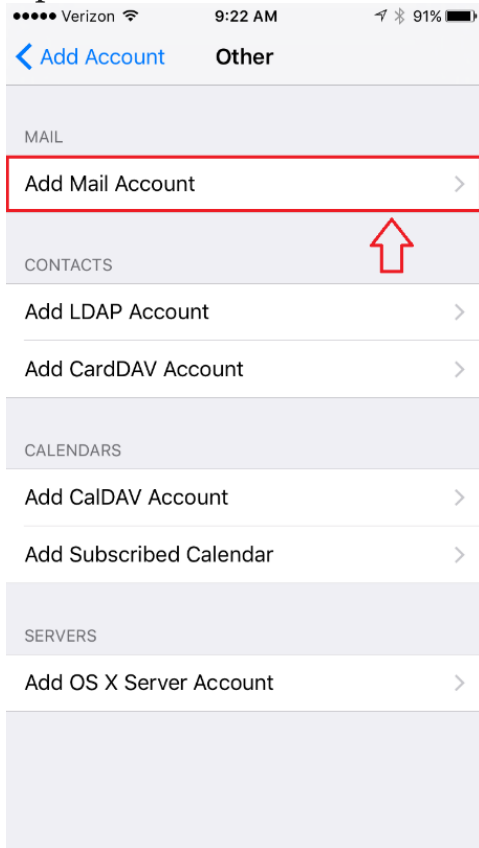 Verizon 9:22 AM 91%
Add Account Other
MAIL
Add Mail Account
CONTACTS
Add LDAP Account
Add CardDAV Account
CALENDARS
Add CalDAV Account
Add Subscribed Calendar
SERVERS
Add OS X Server Account